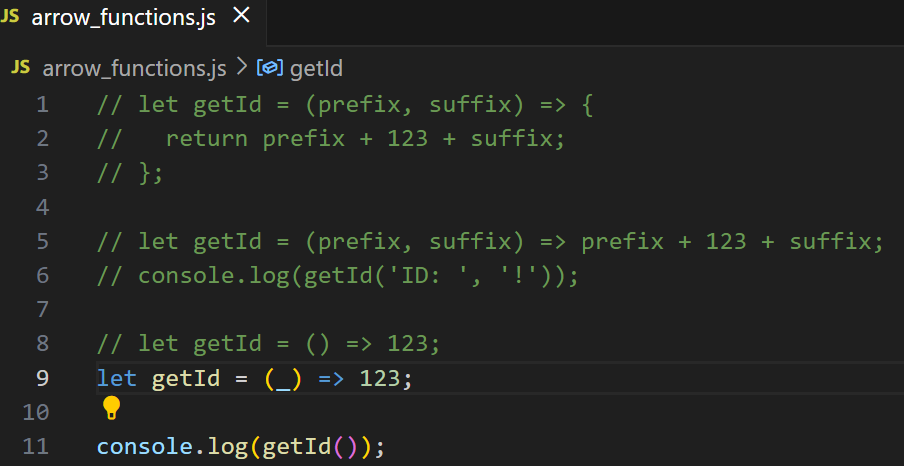 JS arrow_functions.js ×
JS arrow_functions.js > getId
1 // let getId = (prefix, suffix) => {
2 //   return prefix + 123 + suffix;
3 // };
4
5 // let getId = (prefix, suffix) => prefix + 123 + suffix;
6 // console.log(getId('ID: ', '!'));
7
8 // let getId = () => 123;
9 let getId = (_) => 123;
10
11 console.log(getId());